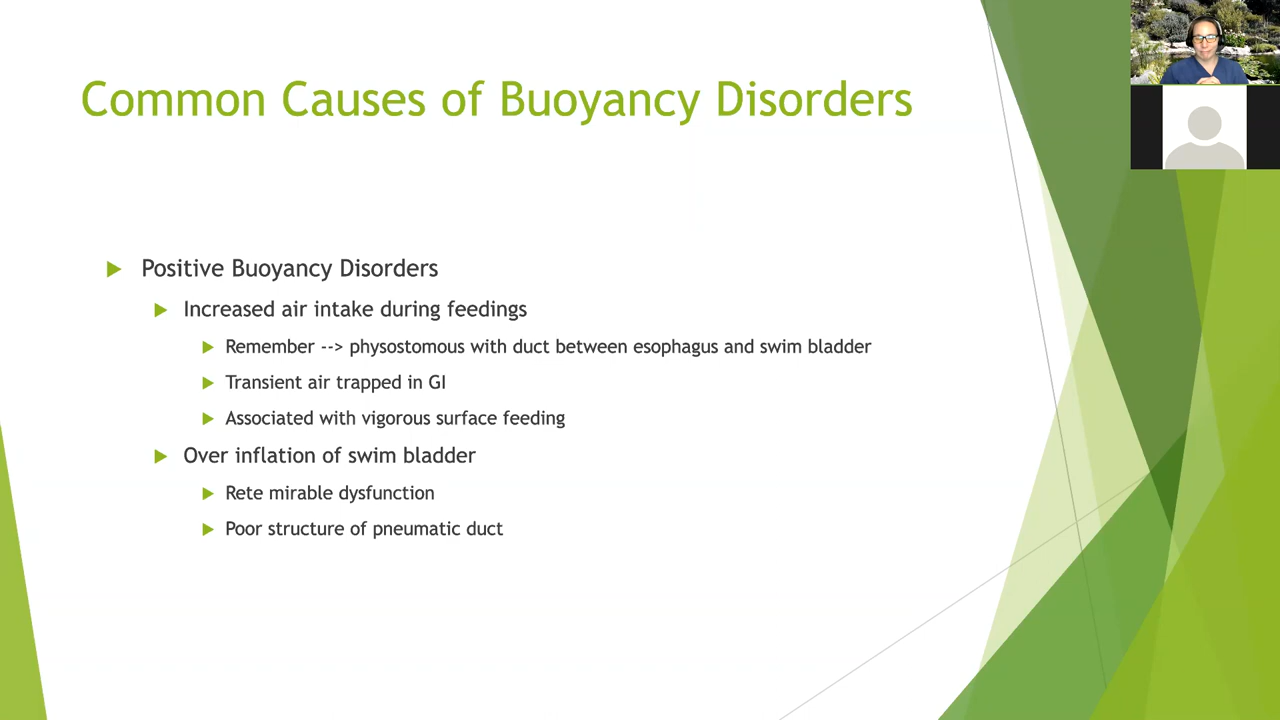 Common Causes of Buoyancy Disorders
Positive Buoyancy Disorders
Increased air intake during feedings
Remember --> physostomous with duct between esophagus and swim bladder
Transient air trapped in GI
Associated with vigorous surface feeding
Over inflation of swim bladder
Rete mirable dysfunction
Poor structure of pneumatic duct